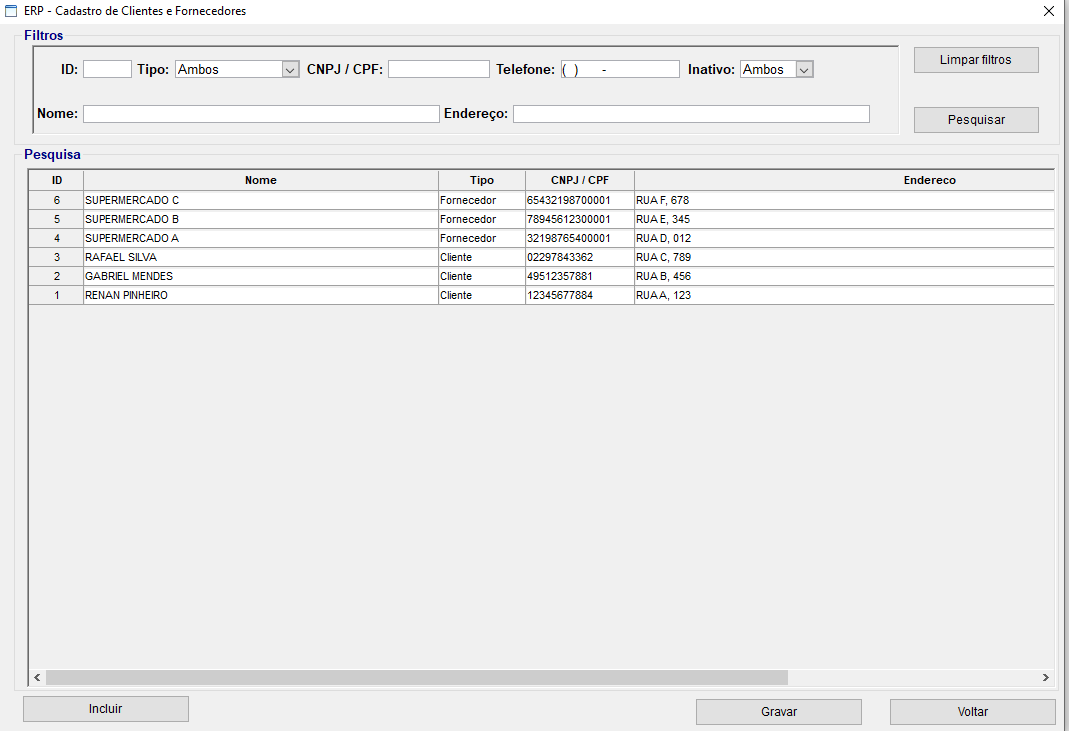 ERP - Cadastro de Clientes e Fornecedores
Filtros
ID: Tipo: Ambos CNPJ / CPF: Telefone: ( ) - Inativo: Ambos
Limpar filtros
Nome: Endereço:
Pesquisar
Pesquisa
ID Nome Tipo CNPJ / CPF Endereco
6 SUPERMERCADO C Fornecedor 65432198700001 RUA F, 678
5 SUPERMERCADO B Fornecedor 78945612300001 RUA E, 345
4 SUPERMERCADO A Fornecedor 32198765400001 RUA D, 012
3 RAFAEL SILVA Cliente 02297843362 RUA C, 789
2 GABRIEL MENDES Cliente 49512357881 RUA B, 456
1 RENAN PINHEIRO Cliente 12345677884 RUA A, 123
Incluir Gravar Voltar